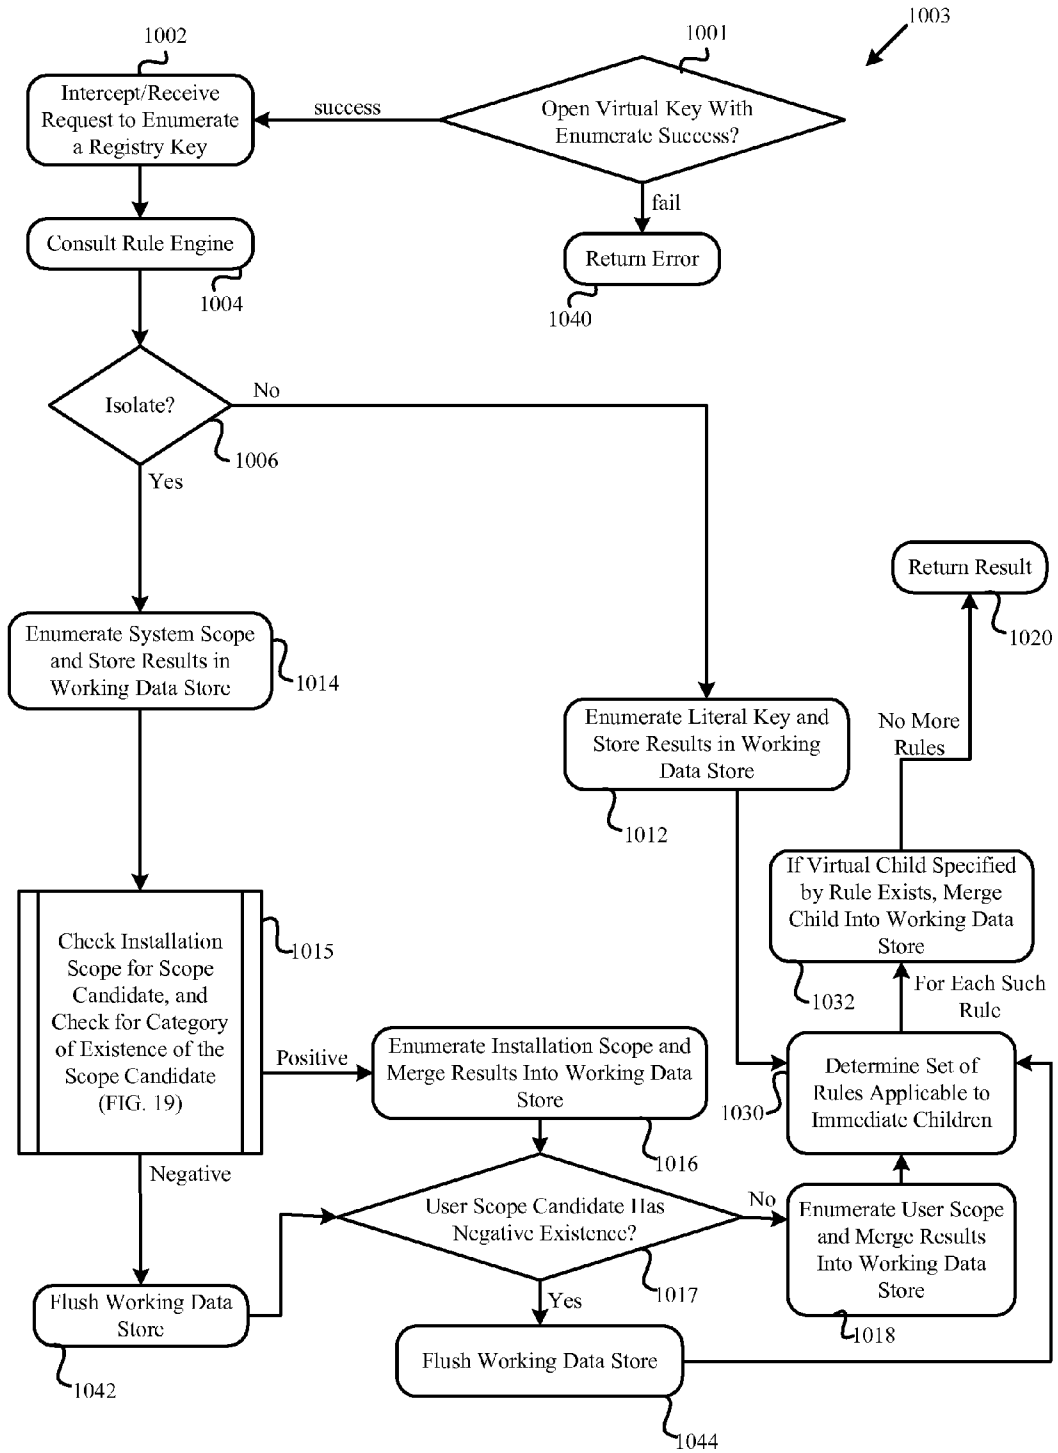 1003
1002
1001
Intercept/Receive
Request to Enumerate
a Registry Key
success
Open Virtual Key With
Enumerate Success?
fail
Consult Rule Engine
1004
Return Error
1040
Isolate?
No
1006
Yes
Return Result
1020
Enumerate System Scope
and Store Results in
Working Data Store
1014
Enumerate Literal Key and
Store Results in Working
Data Store
1012
No More
Rules
If Virtual Child Specified
by Rule Exists, Merge
Child Into Working Data
Store
1032
For Each Such
Rule
Check Installation
Scope for Scope
Candidate, and
Check for Category
of Existence of the
Scope Candidate
(FIG. 19)
1015
Positive
Enumerate Installation Scope and
Merge Results Into Working Data
Store
1016
Determine Set of
Rules Applicable to
Immediate Children
1030
Negative
User Scope Candidate Has
Negative Existence?
1017
No
Enumerate User Scope
and Merge Results
Into Working Data
Store
1018
Flush Working Data
Store
1042
Yes
Flush Working Data Store
1044